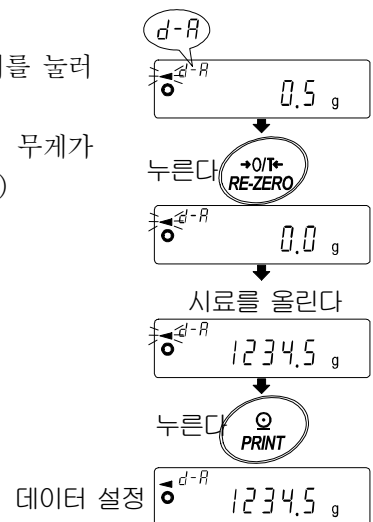 d-A
를 눌러
d-A
0.5 g
무게가
)
누른다
→0/T←
RE-ZERO
d-A
0.0 g
시료를 올린다
d-A
1234.5 g
누른다
PRINT
d-A
데이터 설정
1234.5 g